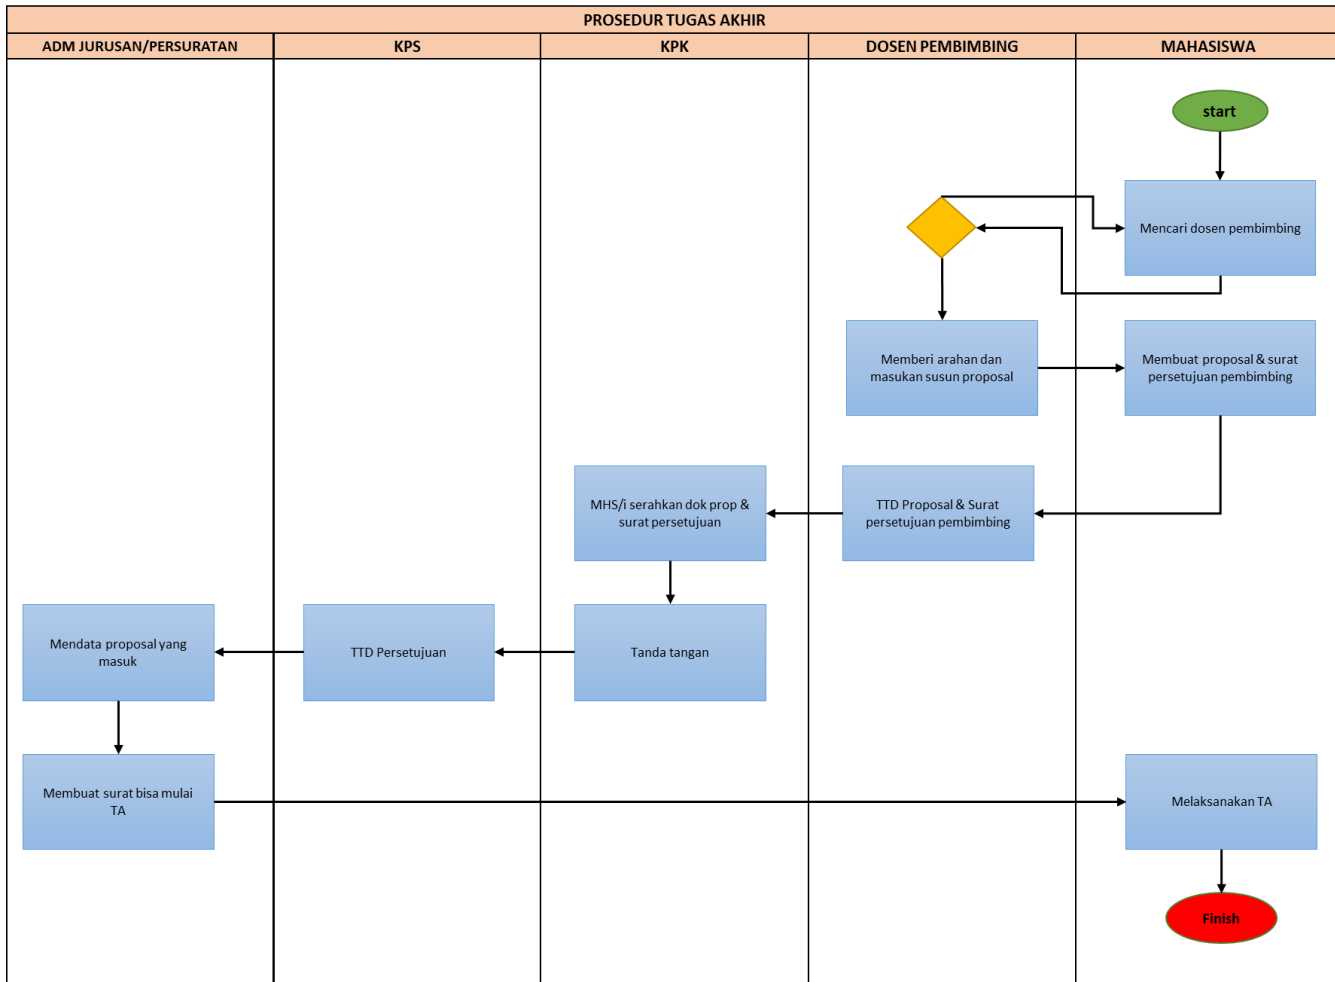 PROSEDUR TUGAS AKHIR
ADM JURUSAN/PERSURATAN
KPS
KPK
DOSEN PEMBIMBING
MAHASISWA
start
Mencari dosen pembimbing
Memberi arahan dan
masukan susun proposal
Membuat proposal & surat
persetujuan pembimbing
MHS/i serahkan dok prop &
surat persetujuan
TTD Proposal & Surat
persetujuan pembimbing
Mendata proposal yang
masuk
TTD Persetujuan
Tanda tangan
Membuat surat bisa mulai
TA
Melaksanakan TA
Finish